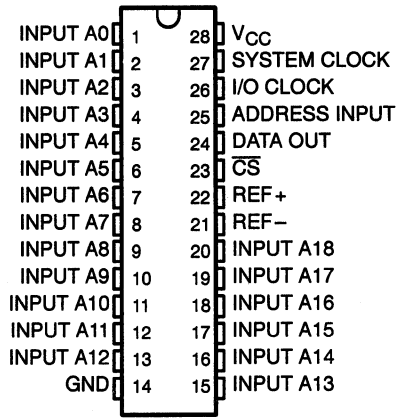 INPUT A0 1 28 VCC
INPUT A1 2 27 SYSTEM CLOCK
INPUT A2 3 26 I/O CLOCK
INPUT A3 4 25 ADDRESS INPUT
INPUT A4 5 24 DATA OUT
INPUT A5 6 23 C̅S̅
INPUT A6 7 22 REF+
INPUT A7 8 21 REF−
INPUT A8 9 20 INPUT A18
INPUT A9 10 19 INPUT A17
INPUT A10 11 18 INPUT A16
INPUT A11 12 17 INPUT A15
INPUT A12 13 16 INPUT A14
GND 14 15 INPUT A13